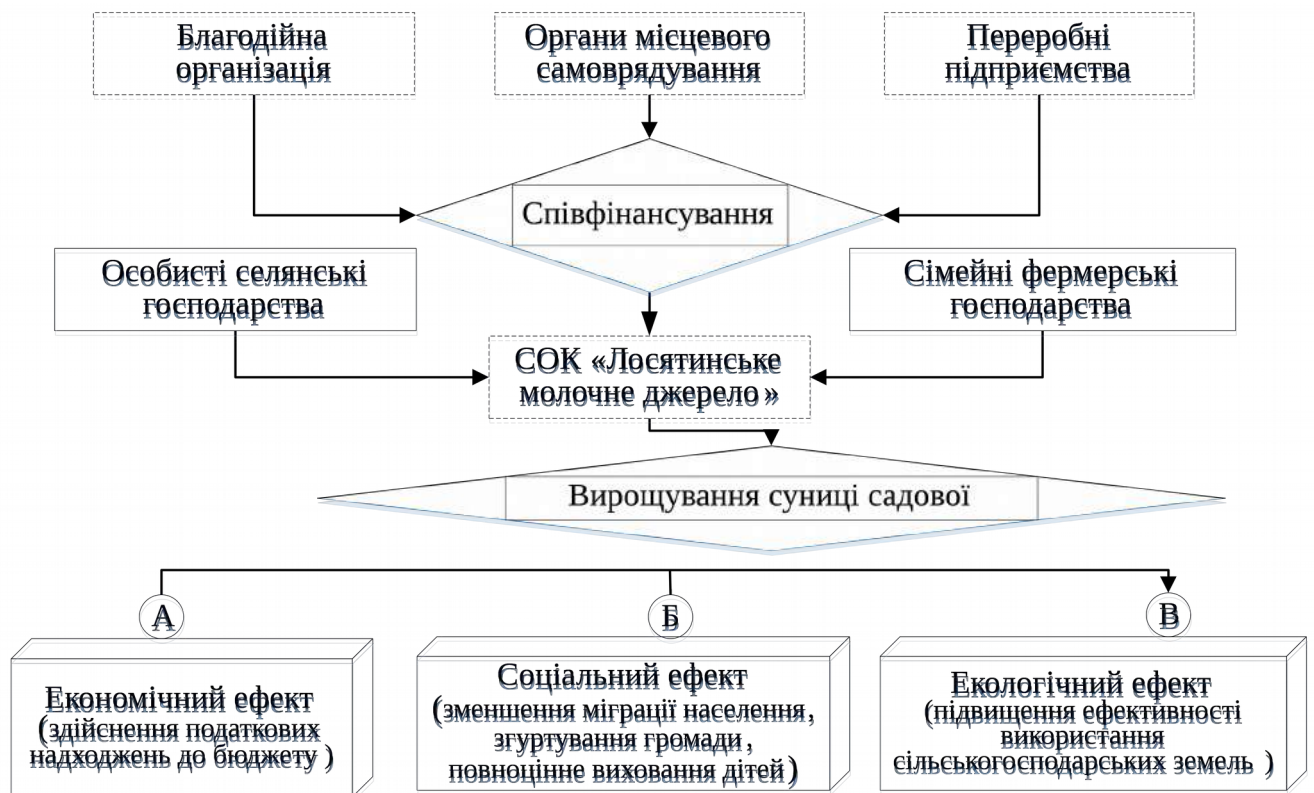 Благодійна
організація
Органи місцевого
самоврядування
Переробні
підприємства
Співфінансування
Особисті селянські
господарства
Сімейні фермерські
господарства
СОК «Лосятинське
молочне джерело»
Вирощування суниці садової
А
Б
В
Економічний ефект
(здійснення податкових
надходжень до бюджету)
Соціальний ефект
(зменшення міграції населення,
згуртування громади,
повноцінне виховання дітей)
Екологічний ефект
(підвищення ефективності
використання
сільськогосподарських земель )